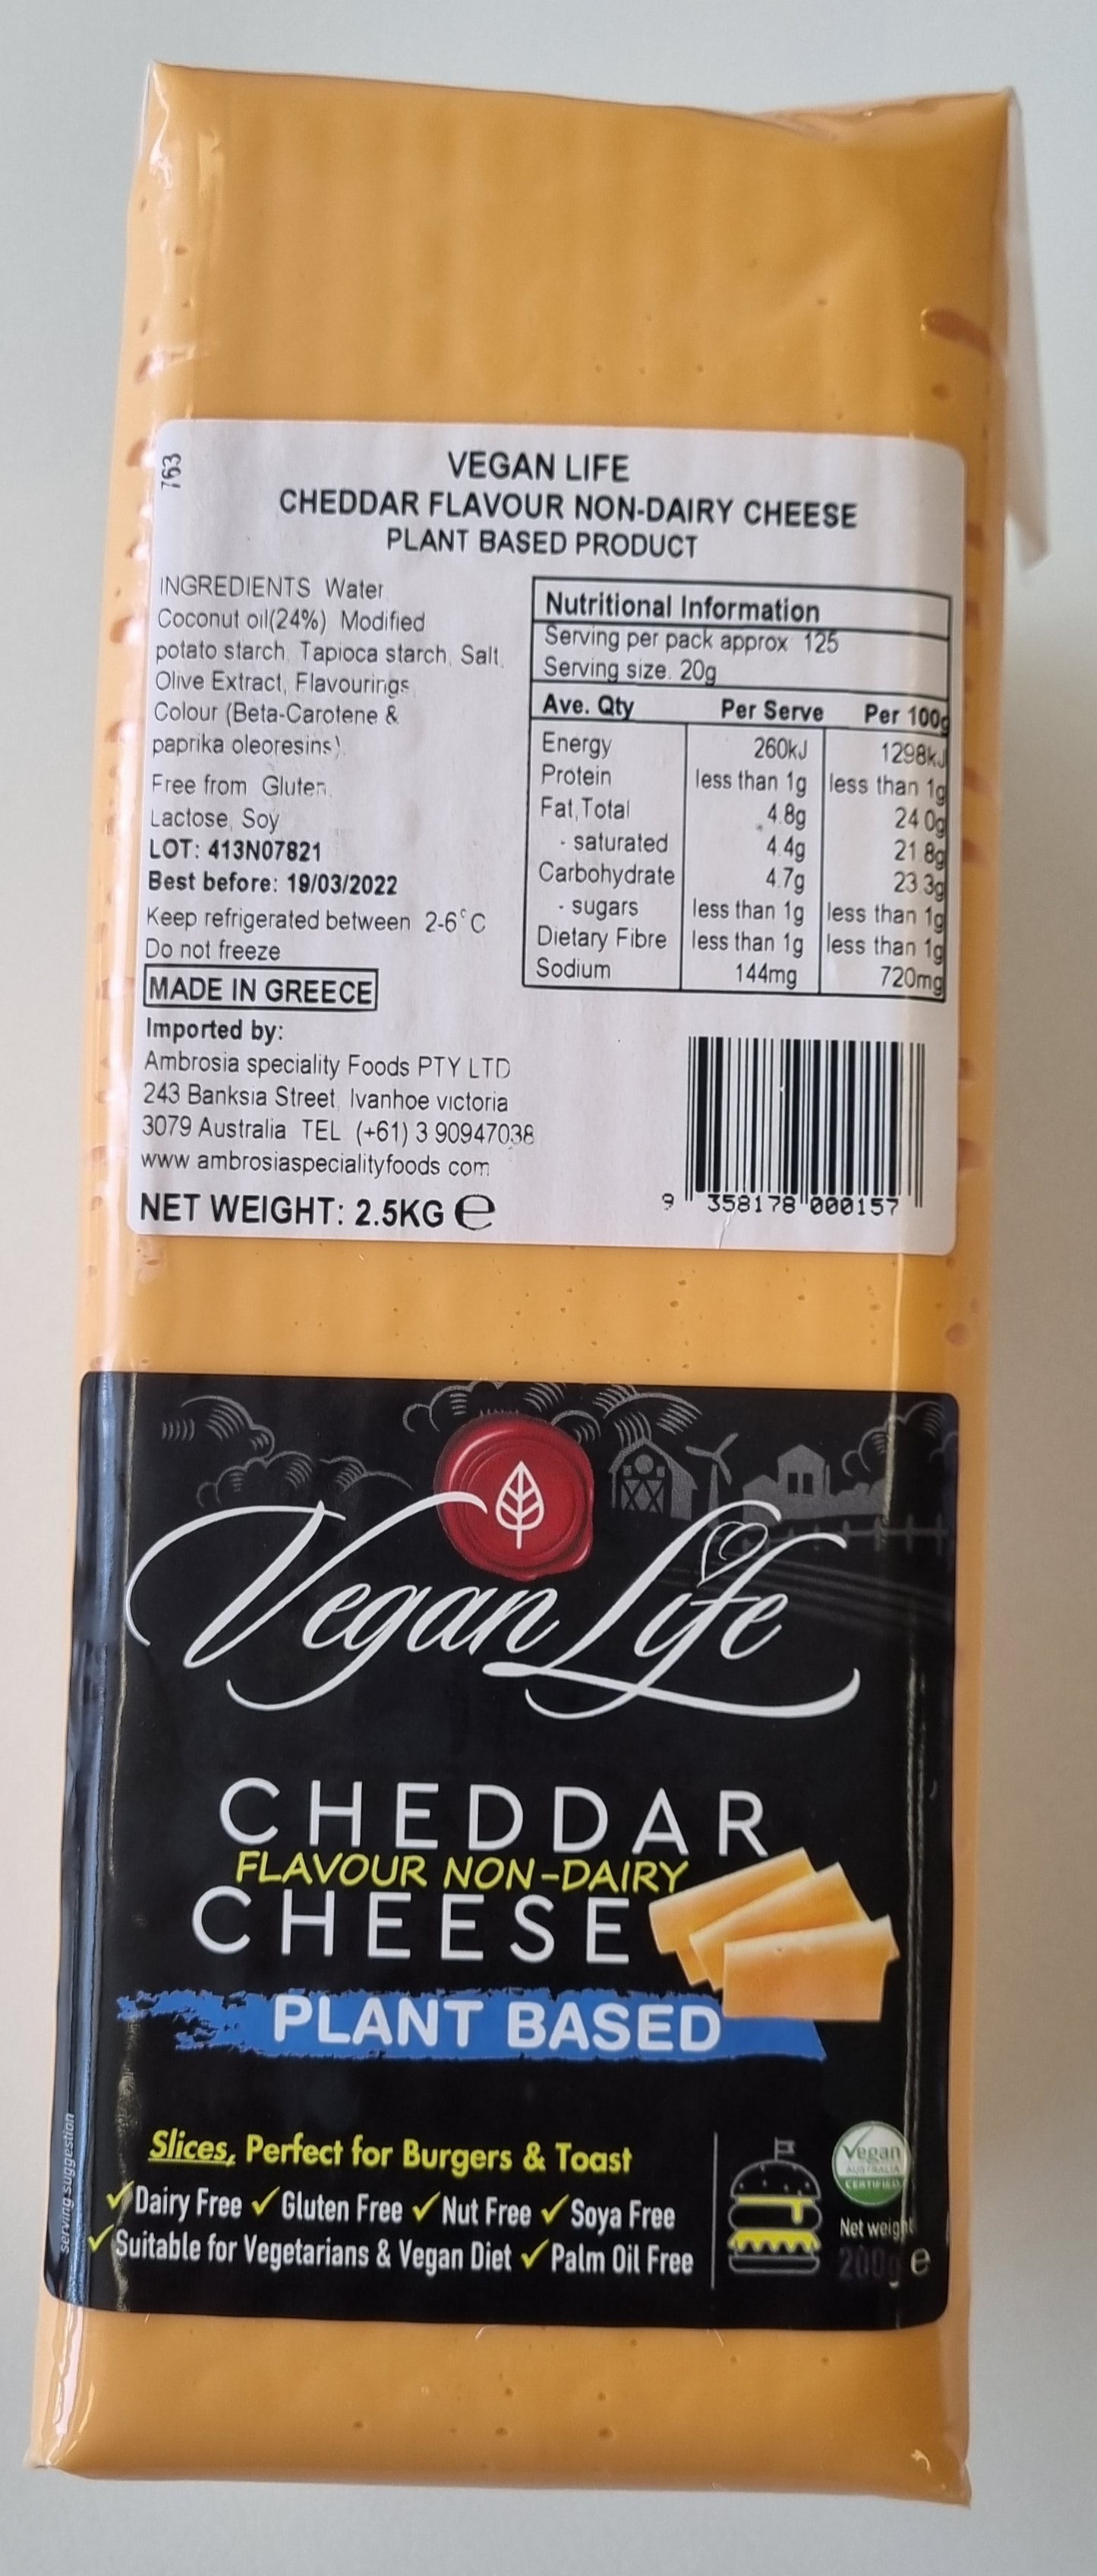 763
VEGAN LIFE
CHEDDAR FLAVOUR NON-DAIRY CHEESE
PLANT BASED PRODUCT
INGREDIENTS Water
Coconut oil(24%) Modified
potato starch, Tapioca starch, Salt,
Olive Extract, Flavourings
Colour (Beta-Carotene &
paprika oleoresins)
Free from Gluten,
Lactose, Soy
LOT: 413N07821
Best before: 19/03/2022
Keep refrigerated between 2-6°C
Do not freeze
MADE IN GREECE
Imported by:
Ambrosia speciality Foods PTY LTD
243 Banksia Street, Ivanhoe victoria
3079 Australia TEL (+61) 3 90947038
www ambrosiaspecialityfoods com
NET WEIGHT: 2.5KG e
Nutritional Information
Serving per pack approx 125
Serving size. 20g
Ave. Qty Per Serve Per 100g
Energy 260kJ 1298kJ
Protein less than 1g less than 1g
Fat, Total 4.8g 24 0g
- saturated 4.4g 21 8g
Carbohydrate 4.7g 23 3g
- sugars less than 1g less than 1g
Dietary Fibre less than 1g less than 1g
Sodium 144mg 720mg
9 358178 000157
Vegan Life
CHEDDAR
FLAVOUR NON-DAIRY
CHEESE
PLANT BASED
Slices, Perfect for Burgers & Toast
✓Dairy Free ✓Gluten Free ✓Nut Free ✓Soya Free
✓Suitable for Vegetarians & Vegan Diet ✓Palm Oil Free
serving suggestion
Vegan
AUSTRALIA
CERTIFIED
Net weight
200g e